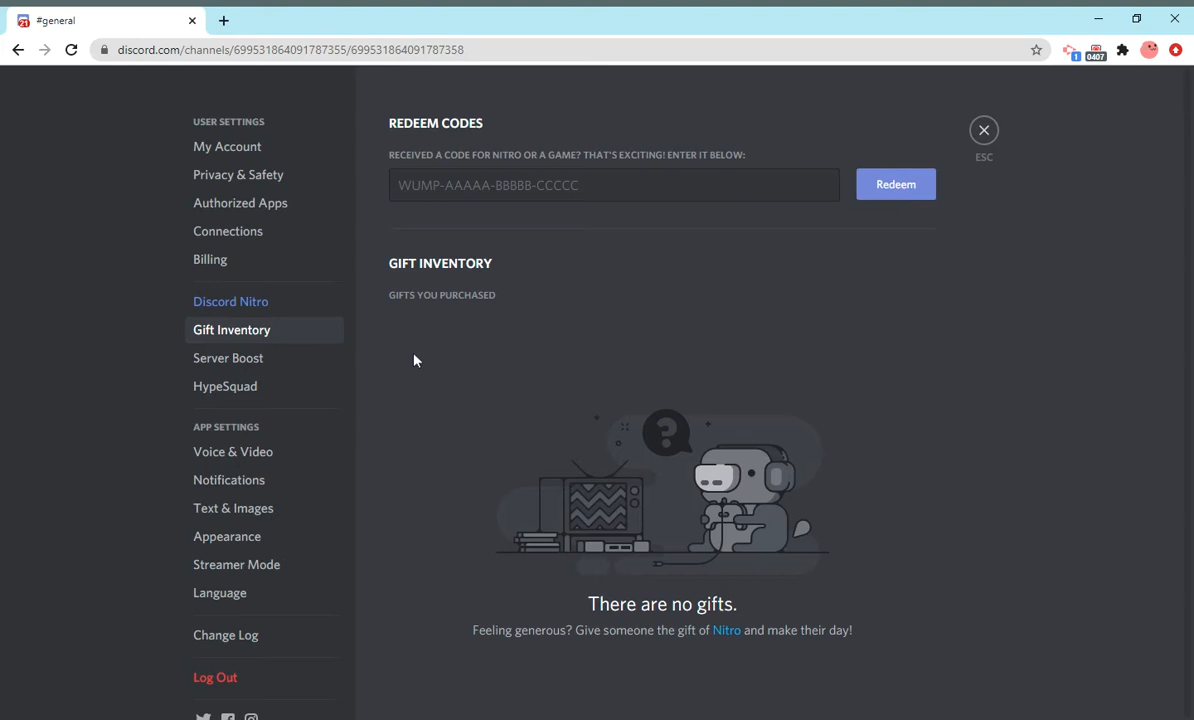 #general
discord.com/channels/699531864091787355/699531864091787358
1
0407
21
USER SETTINGS
My Account
Privacy & Safety
Authorized Apps
Connections
Billing
Discord Nitro
Gift Inventory
Server Boost
HypeSquad
APP SETTINGS
Voice & Video
Notifications
Text & Images
Appearance
Streamer Mode
Language
Change Log
Log Out
REDEEM CODES
RECEIVED A CODE FOR NITRO OR A GAME? THAT'S EXCITING! ENTER IT BELOW:
WUMP-AAAAA-BBBBB-CCCCC
Redeem
ESC
GIFT INVENTORY
GIFTS YOU PURCHASED
?
There are no gifts.
Feeling generous? Give someone the gift of Nitro and make their day!